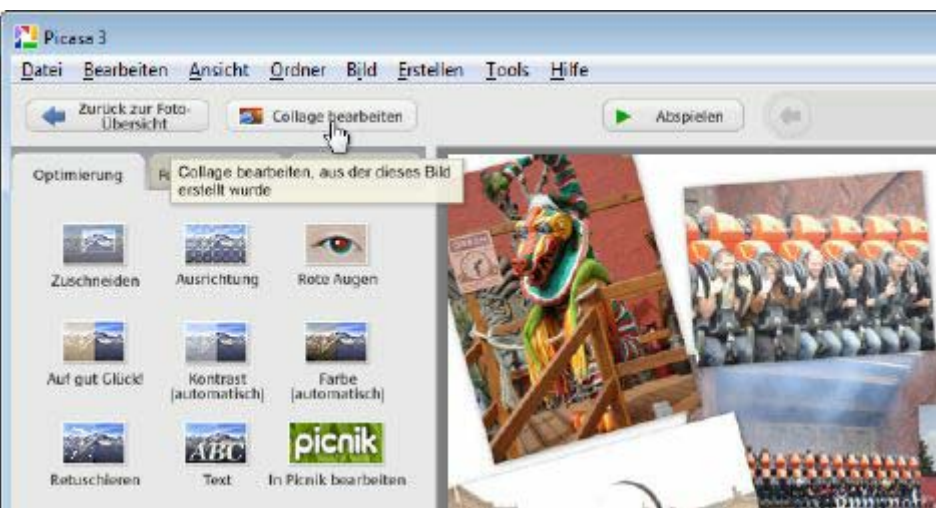 Picasa 3
Datei Bearbeiten Ansicht Ordner Bild Erstellen Tools Hilfe
Zurück zur Foto-
Übersicht
Collage bearbeiten
Abspielen
Optimierung
Collage bearbeiten, aus der dieses Bild
erstellt wurde
Zuschneiden Ausrichtung Rote Augen
Auf gut Glück! Kontrast
(automatisch) Farbe
(automatisch)
ABC
picnik
Retuschieren Text In Picnik bearbeiten